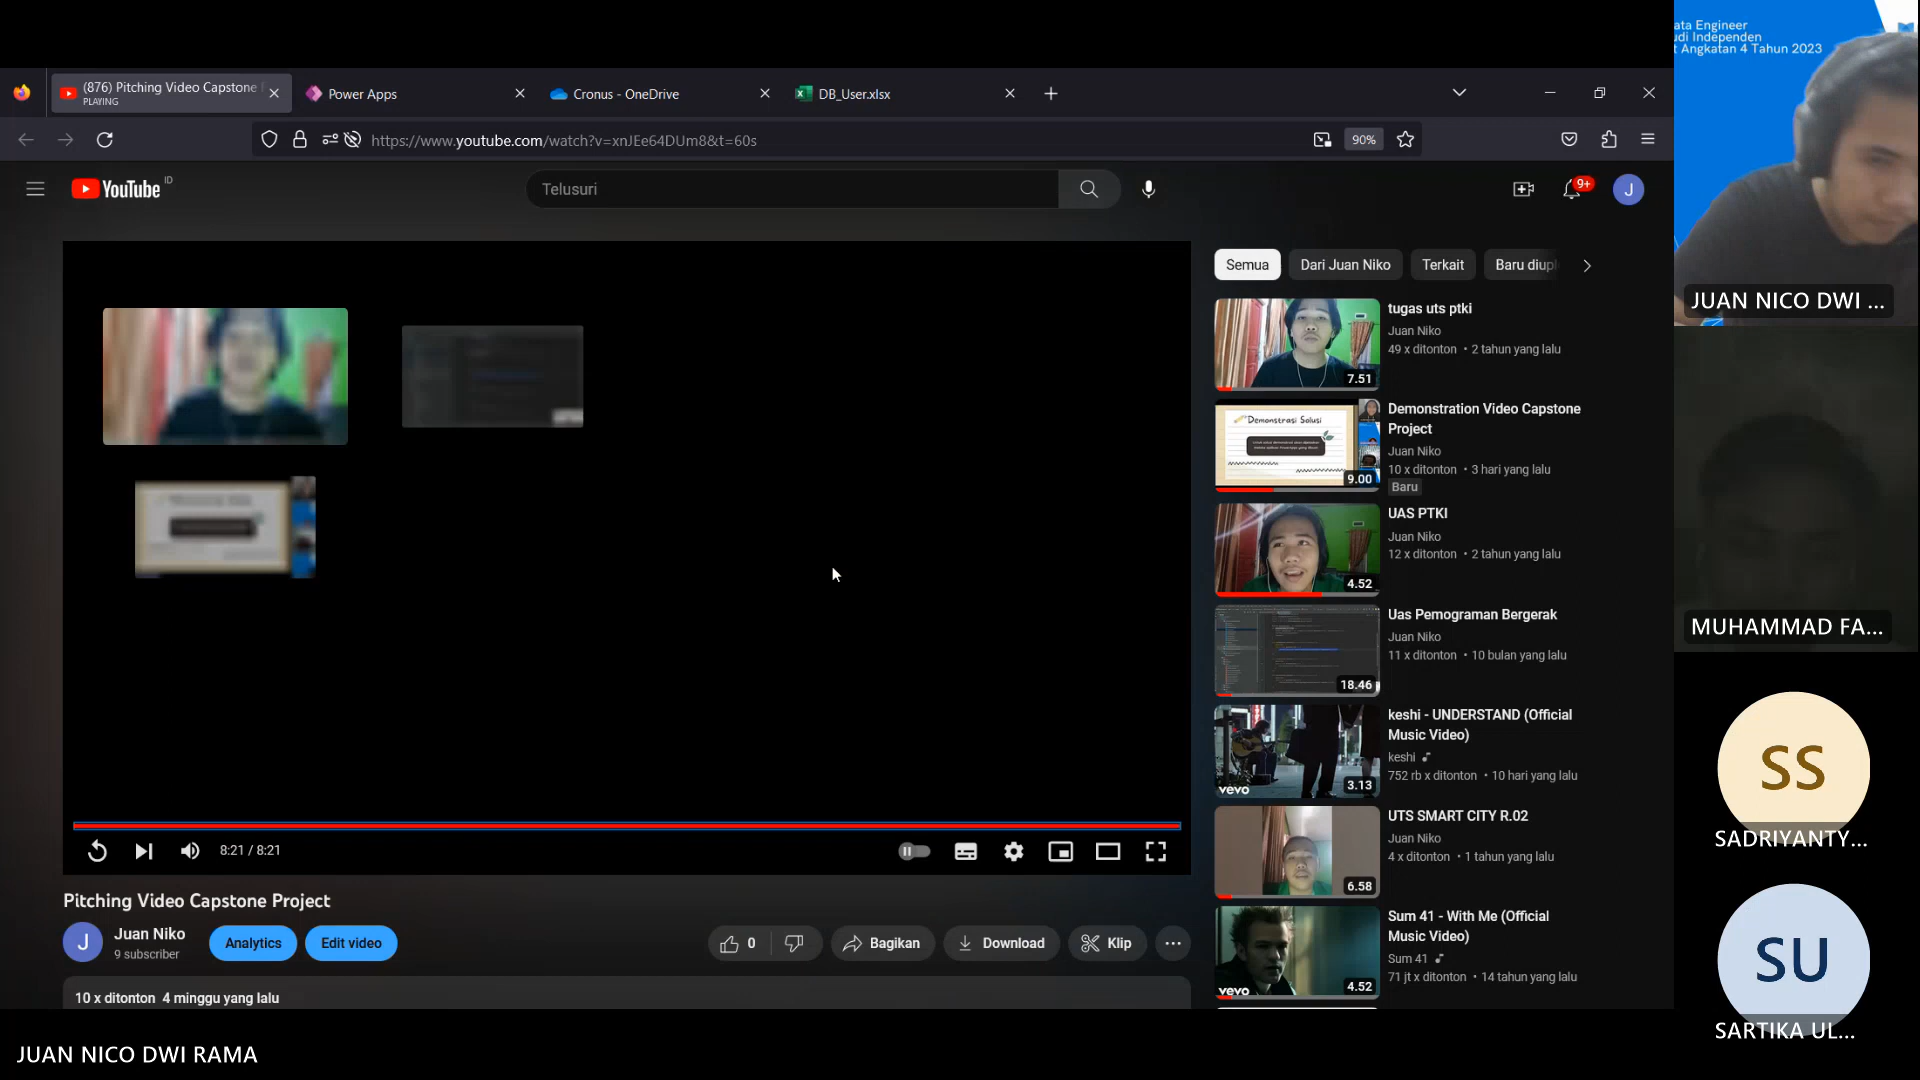 (876) Pitching Video Capstone
PLAYING
Power Apps
Cronus - OneDrive
DB_User.xlsx
https://www.youtube.com/watch?v=xnJEe64DUm8&t=60s
90%
YouTube ID
Telusuri
9+
J
Semua
Dari Juan Niko
Terkait
Baru diupl
tugas uts ptki
Juan Niko
49 x ditonton • 2 tahun yang lalu
7.51
Demonstrasi Solusi
Demonstration Video Capstone
Project
Juan Niko
10 x ditonton • 3 hari yang lalu
Baru
9.00
UAS PTKI
Juan Niko
12 x ditonton • 2 tahun yang lalu
4.52
Uas Pemograman Bergerak
Juan Niko
11 x ditonton • 10 bulan yang lalu
18.46
keshi - UNDERSTAND (Official
Music Video)
keshi
752 rb x ditonton • 10 hari yang lalu
vevo
3.13
UTS SMART CITY R.02
Juan Niko
4 x ditonton • 1 tahun yang lalu
6.58
Sum 41 - With Me (Official
Music Video)
Sum 41
71 jt x ditonton • 14 tahun yang lalu
vevo
4.52
8:21 / 8:21
Pitching Video Capstone Project
J
Juan Niko
9 subscriber
Analytics
Edit video
0
Bagikan
Download
Klip
10 x ditonton 4 minggu yang lalu
JUAN NICO DWI RAMA
ata Engineer
udi Independen
t Angkatan 4 Tahun 2023
JUAN NICO DWI ...
MUHAMMAD FA...
SS
SADRIYANTY...
SU
SARTIKA UL...